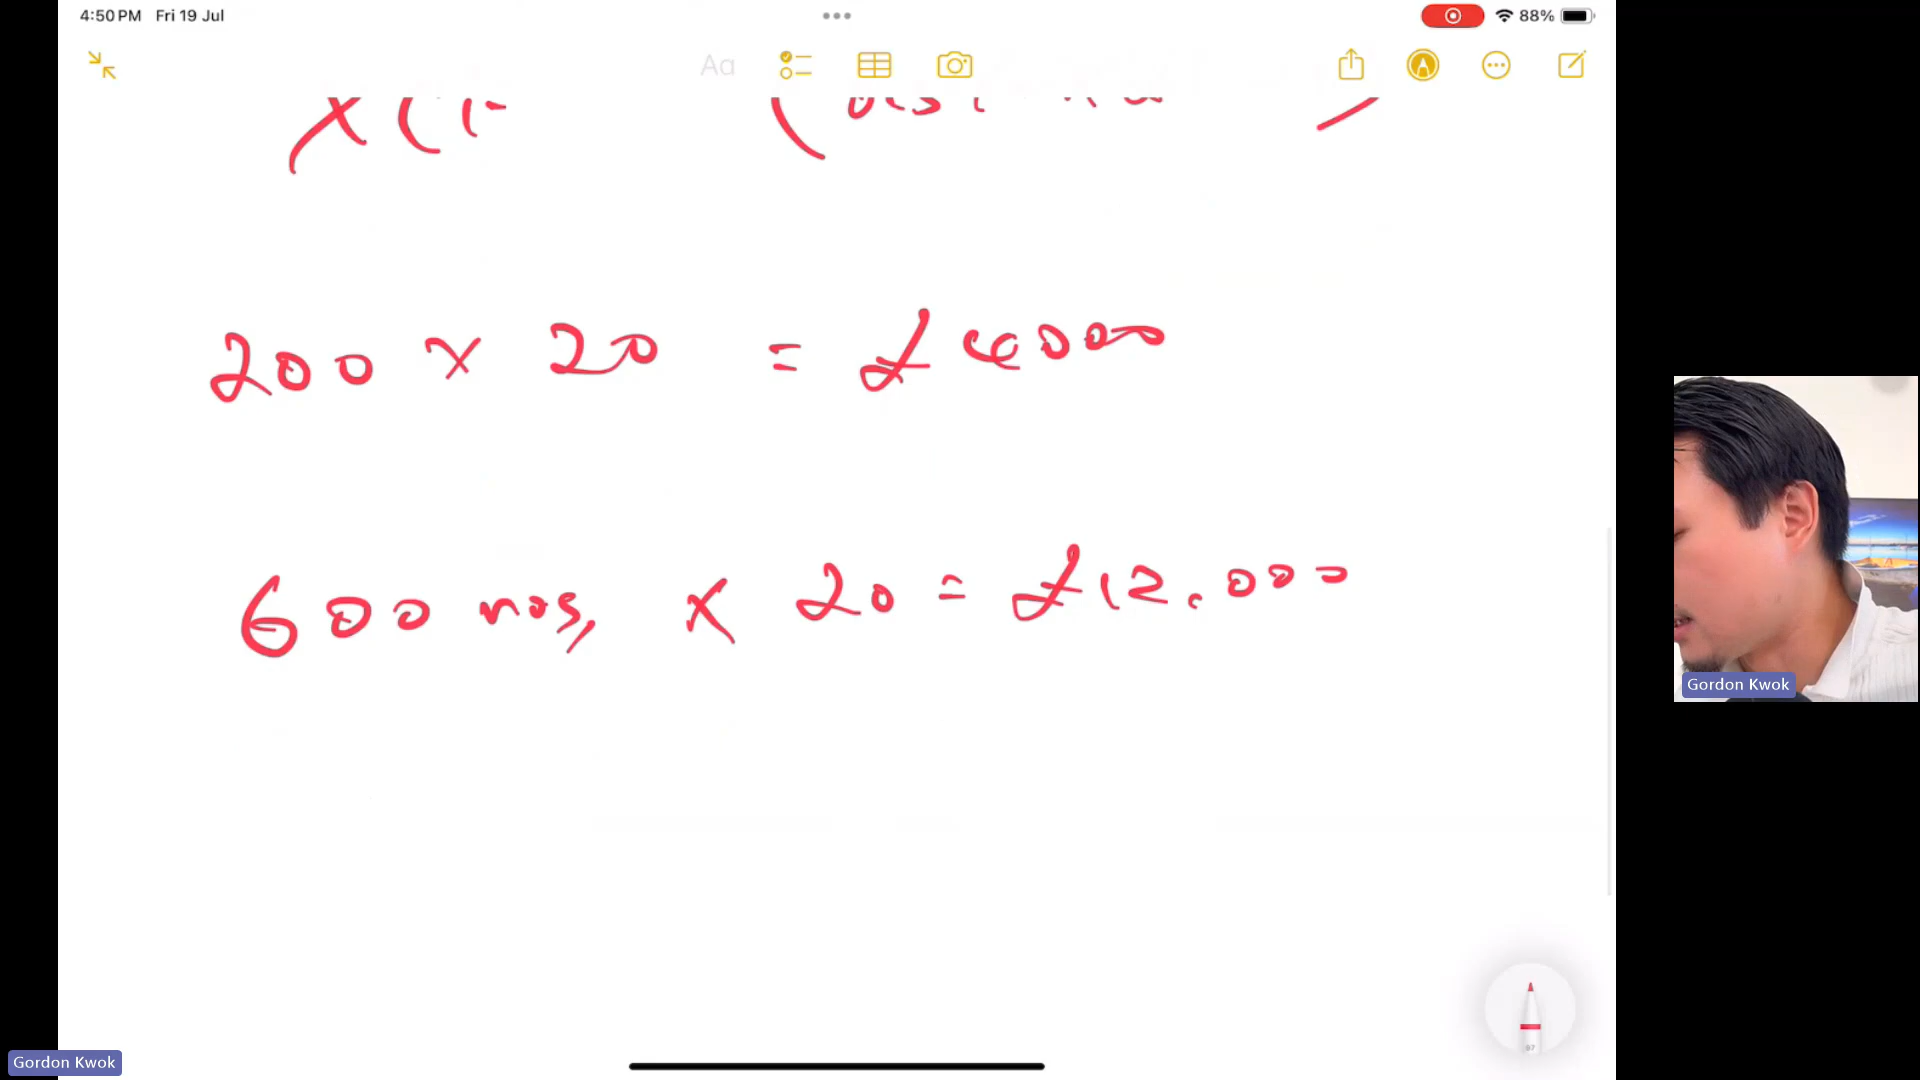 4:50 PM Fri 19 Jul
88%
Aa
200 x 20 = £4000
600 nos, x 20 = £12,000
97
Gordon Kwok
Gordon Kwok